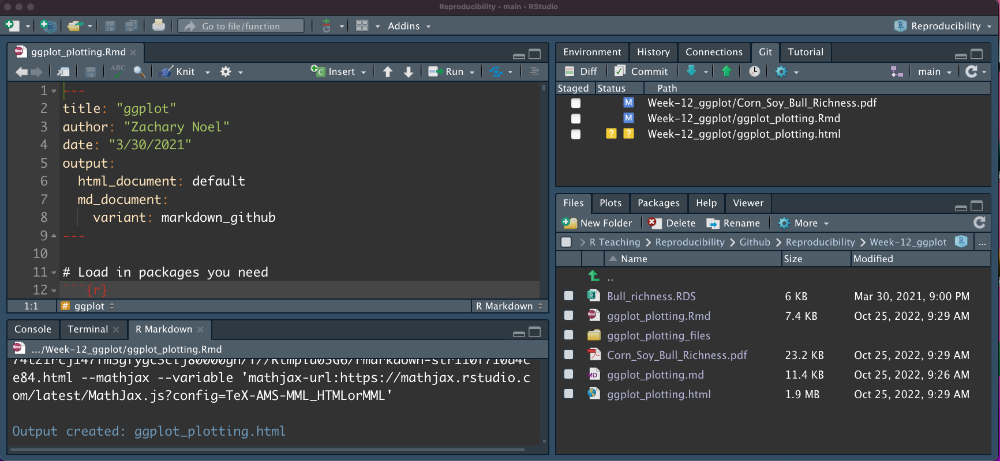 Reproducibility - main - RStudio
Go to file/function
Addins
Reproducibility
ggplot_plotting.Rmd
ABC
Knit
Insert
Run
1 ---
2 title: "ggplot"
3 author: "Zachary Noel"
4 date: "3/30/2021"
5 output:
6 html_document: default
7 md_document:
8 variant: markdown_github
9 ---
10
11 # Load in packages you need
12 ```{r}
1:1 # ggplot R Markdown
Console Terminal R Markdown
.../Week-12_ggplot/ggplot_plotting.Rmd
e84.html --mathjax --variable 'mathjax-url:https://mathjax.rstudio.c
om/latest/MathJax.js?config=TeX-AMS-MML_HTMLorMML'
Output created: ggplot_plotting.html
Environment History Connections Git Tutorial
Diff Commit main
Staged Status Path
M Week-12_ggplot/Corn_Soy_Bull_Richness.pdf
M Week-12_ggplot/ggplot_plotting.Rmd
? ? Week-12_ggplot/ggplot_plotting.html
Files Plots Packages Help Viewer
New Folder Delete Rename More
R Teaching > Reproducibility > Github > Reproducibility > Week-12_ggplot ...
Name Size Modified
..
Bull_richness.RDS 6 KB Mar 30, 2021, 9:00 PM
ggplot_plotting.Rmd 7.4 KB Oct 25, 2022, 9:29 AM
ggplot_plotting_files
Corn_Soy_Bull_Richness.pdf 23.2 KB Oct 25, 2022, 9:29 AM
ggplot_plotting.md 11.4 KB Oct 25, 2022, 9:26 AM
ggplot_plotting.html 1.9 MB Oct 25, 2022, 9:29 AM